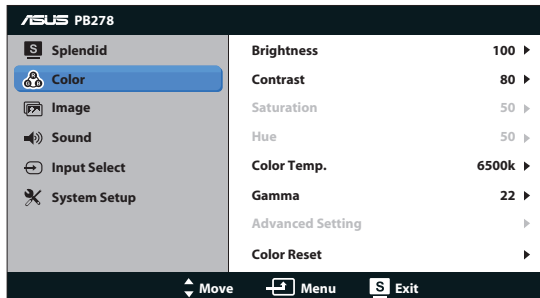 ASUS PB278
S Splendid
Color
Image
Sound
Input Select
System Setup
Brightness 100
Contrast 80
Saturation 50
Hue 50
Color Temp. 6500k
Gamma 22
Advanced Setting
Color Reset
Move Menu S Exit